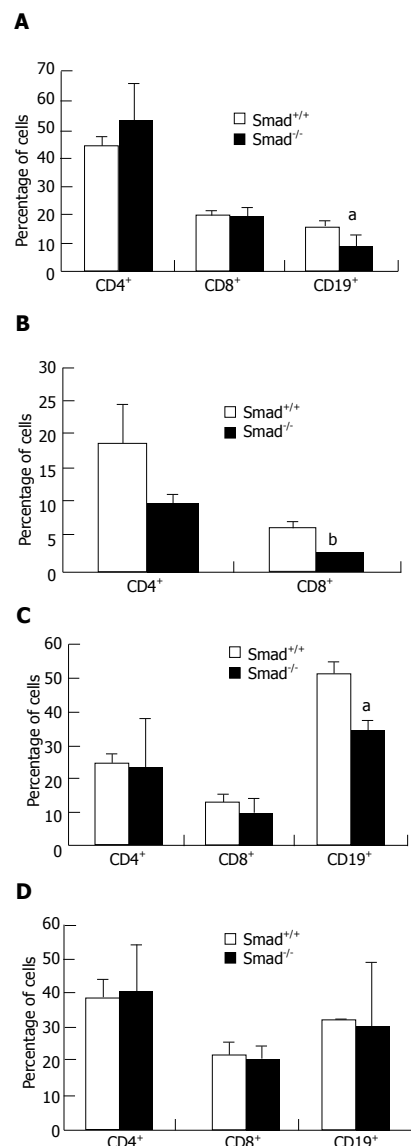 A
Percentage of cells
70
60
50
40
30
20
10
0
Smad+/+
Smad-/-
a
CD4+ CD8+ CD19+
B
Percentage of cells
30
25
20
15
10
5
0
Smad+/+
Smad-/-
b
CD4+ CD8+
C
Percentage of cells
60
50
40
30
20
10
0
Smad+/+
Smad-/-
a
CD4+ CD8+ CD19+
D
Percentage of cells
60
50
40
30
20
10
0
Smad+/+
Smad-/-
CD4+ CD8+ CD19+